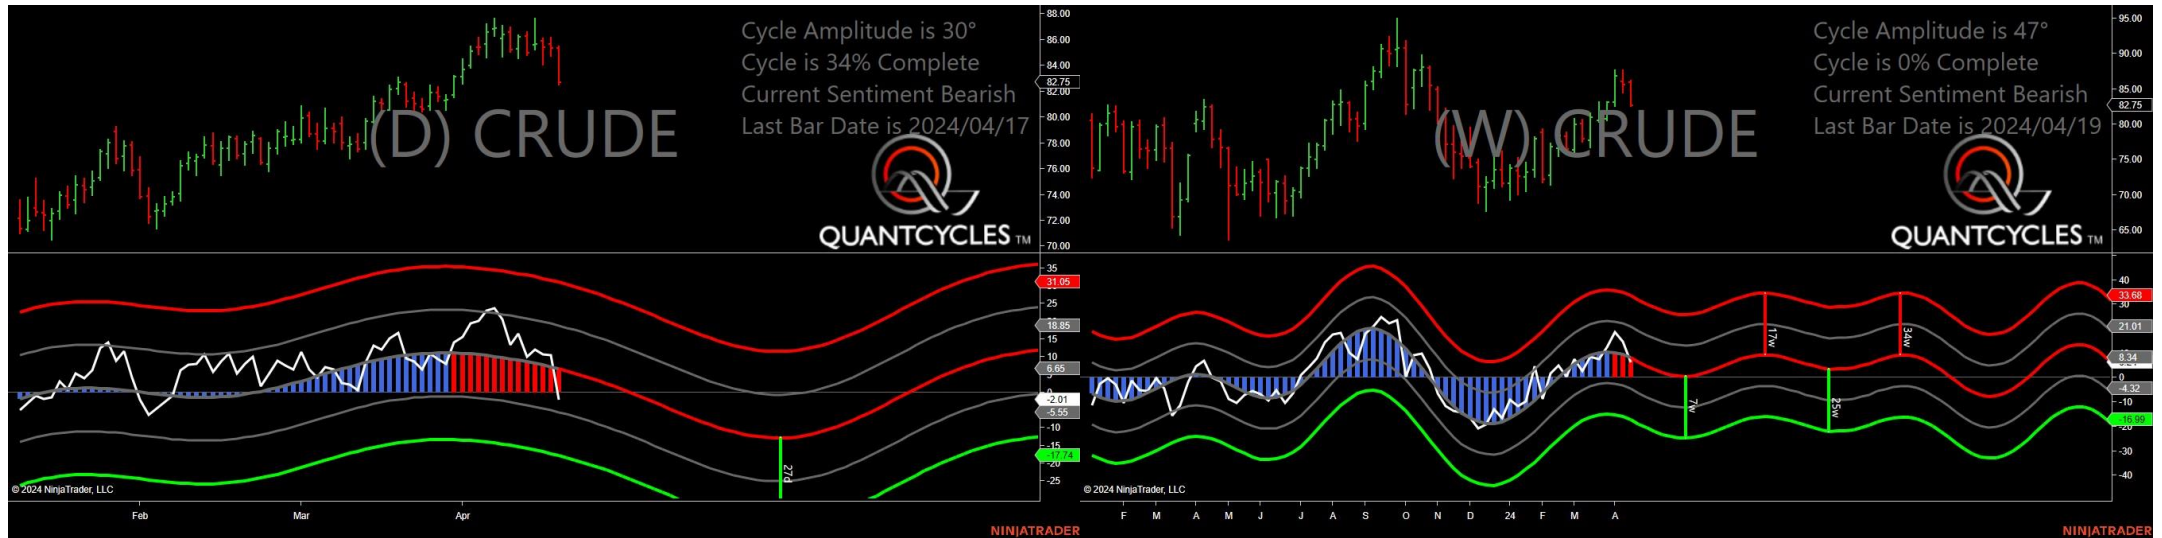 Cycle Amplitude is 30°
Cycle is 34% Complete
Current Sentiment Bearish
Last Bar Date is 2024/04/17
(D) CRUDE
QUANTCYCLES TM
88.00
86.00
84.00
82.75
82.00
80.00
78.00
76.00
74.00
72.00
70.00
35
31.05
25
18.85
15
10
6.65
0
-2.01
-5.55
-10
-15
-17.74
-20
-25
27d
© 2024 NinjaTrader, LLC
Feb Mar Apr
NINJATRADER
Cycle Amplitude is 47°
Cycle is 0% Complete
Current Sentiment Bearish
Last Bar Date is 2024/04/19
(W) CRUDE
QUANTCYCLES TM
95.00
90.00
85.00
82.75
80.00
75.00
70.00
65.00
40
33.68
30
21.01
8.34
0
-4.32
-10
-16.99
-20
-30
-40
7w
17w
25w
34w
© 2024 NinjaTrader, LLC
F M A M J J A S O N D 24 F M A
NINJATRADER